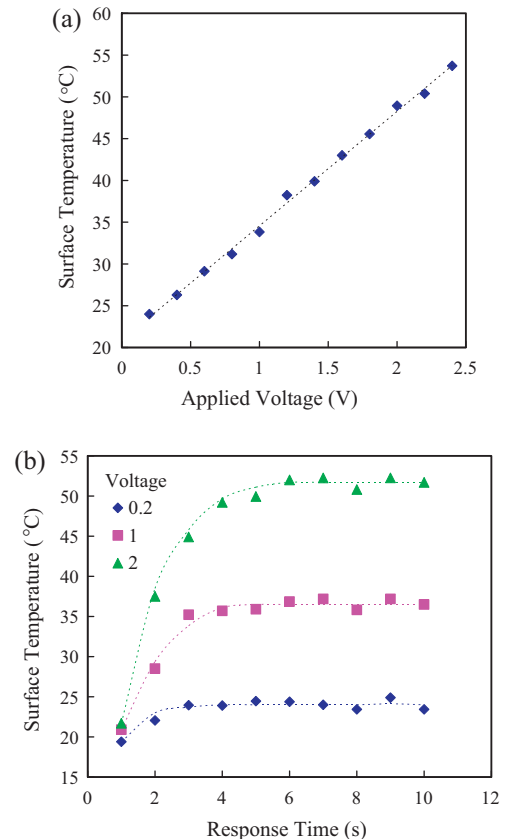 (a)
60
55
50
45
40
35
30
25
20
Surface Temperature (°C)
0 0.5 1 1.5 2 2.5
Applied Voltage (V)
(b)
55
50
45
40
35
30
25
20
15
Surface Temperature (°C)
Voltage
0.2
1
2
0 2 4 6 8 10 12
Response Time (s)